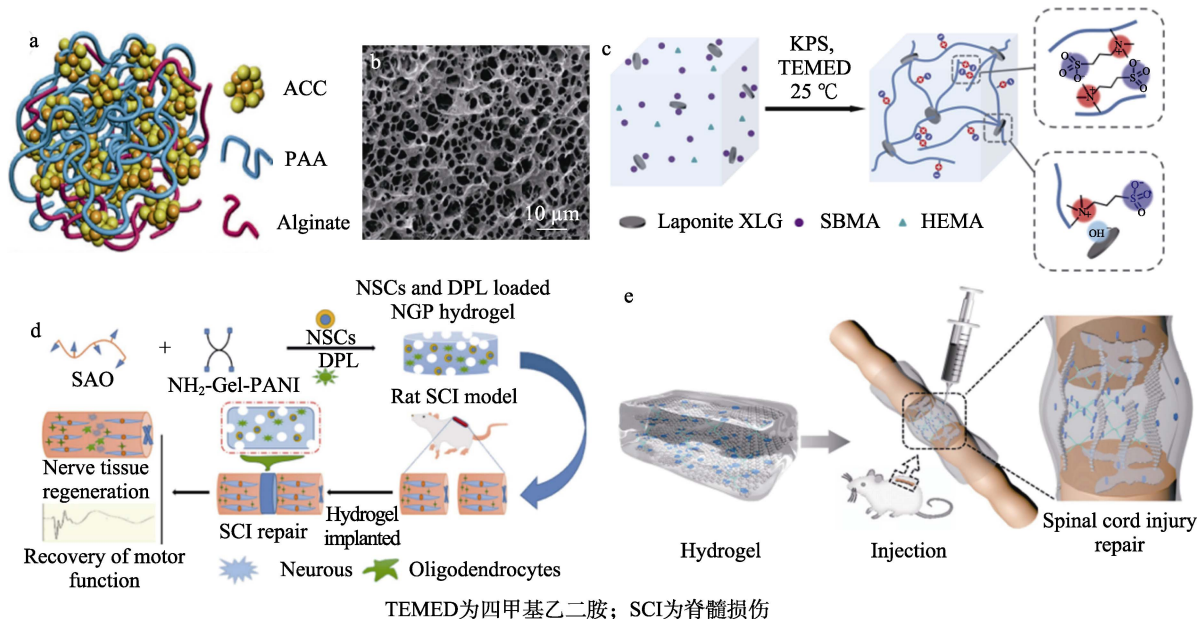 a
ACC
PAA
Alginate
b
10 μm
c
KPS,
TEMED
25 ℃
Laponite XLG
SBMA
HEMA
N
+
S
O
O
O⁻
OH
d
SAO
+
NH₂-Gel-PANI
NSCs
DPL
NSCs and DPL loaded
NGP hydrogel
Rat SCI model
Hydrogel
implanted
SCI repair
Nerve tissue
regeneration
Recovery of motor
function
Neurous
Oligodendrocytes
e
Hydrogel
Injection
Spinal cord injury
repair
TEMED为四甲基乙二胺；SCI为脊髓损伤